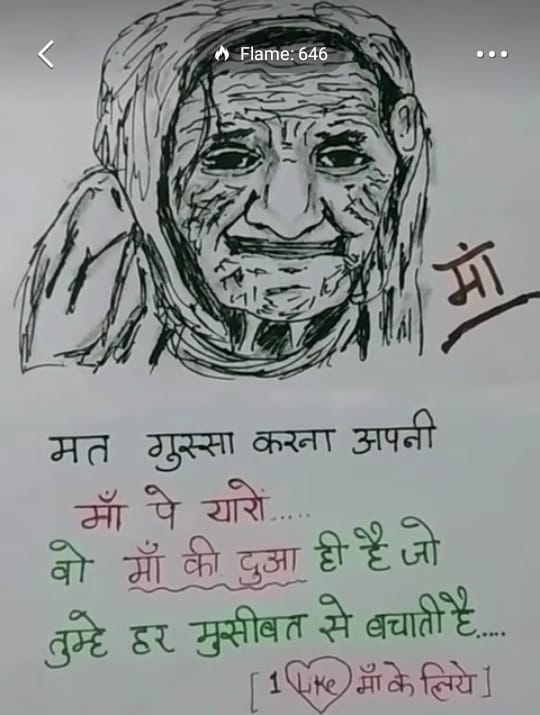 Flame: 646
माँ
मत गुस्सा करना अपनी
माँ पे यारों.....
वो माँ की दुआ ही है जो
तुम्हे हर मुसीबत से बचाती है....
[1 Like माँ के लिये]